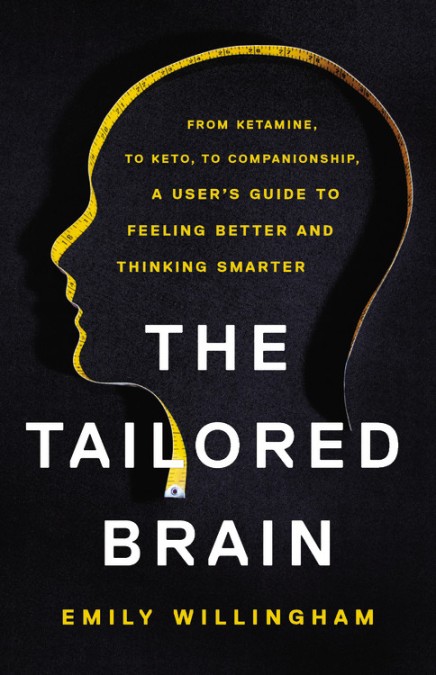 FROM KETAMINE,
TO KETO, TO COMPANIONSHIP,
A USER'S GUIDE TO
FEELING BETTER AND
THINKING SMARTER
THE
TAILORED
BRAIN
EMILY WILLINGHAM